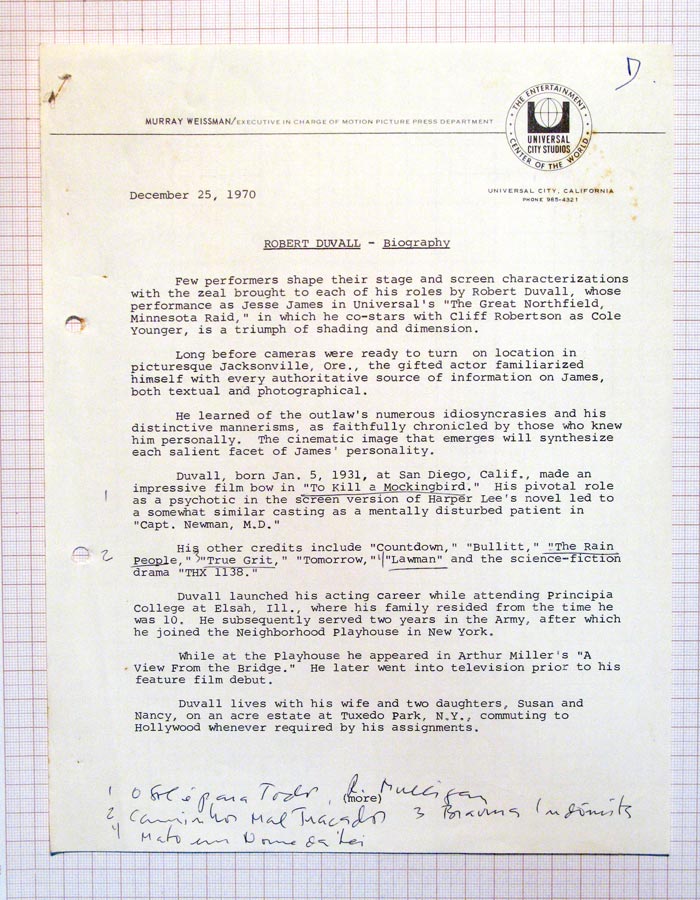 D
MURRAY WEISSMAN/EXECUTIVE IN CHARGE OF MOTION PICTURE PRESS DEPARTMENT
THE ENTERTAINMENT
UNIVERSAL
CITY STUDIOS
CENTER OF THE WORLD
December 25, 1970
UNIVERSAL CITY, CALIFORNIA
PHONE 985-4321
ROBERT DUVALL - Biography
Few performers shape their stage and screen characterizations
with the zeal brought to each of his roles by Robert Duvall, whose
performance as Jesse James in Universal's "The Great Northfield,
Minnesota Raid," in which he co-stars with Cliff Robertson as Cole
Younger, is a triumph of shading and dimension.
Long before cameras were ready to turn on location in
picturesque Jacksonville, Ore., the gifted actor familiarized
himself with every authoritative source of information on James,
both textual and photographical.
He learned of the outlaw's numerous idiosyncrasies and his
distinctive mannerisms, as faithfully chronicled by those who knew
him personally. The cinematic image that emerges will synthesize
each salient facet of James' personality.
Duvall, born Jan. 5, 1931, at San Diego, Calif., made an
1 impressive film bow in "To Kill a Mockingbird." His pivotal role
as a psychotic in the screen version of Harper Lee's novel led to
a somewhat similar casting as a mentally disturbed patient in
"Capt. Newman, M.D."
2 His other credits include "Countdown," "Bullitt," "The Rain
People," 3 "True Grit," "Tomorrow," 4 "Lawman" and the science-fiction
drama "THX 1138."
Duvall launched his acting career while attending Principia
College at Elsah, Ill., where his family resided from the time he
was 10. He subsequently served two years in the Army, after which
he joined the Neighborhood Playhouse in New York.
While at the Playhouse he appeared in Arthur Miller's "A
View From the Bridge." He later went into television prior to his
feature film debut.
Duvall lives with his wife and two daughters, Susan and
Nancy, on an acre estate at Tuxedo Park, N.Y., commuting to
Hollywood whenever required by his assignments.
(more)
1 O Sol é para Todos, R. Mulligan
2 Caminhos Mal Traçados 3 Bravura Indômita
4 Mato em Nome da Lei